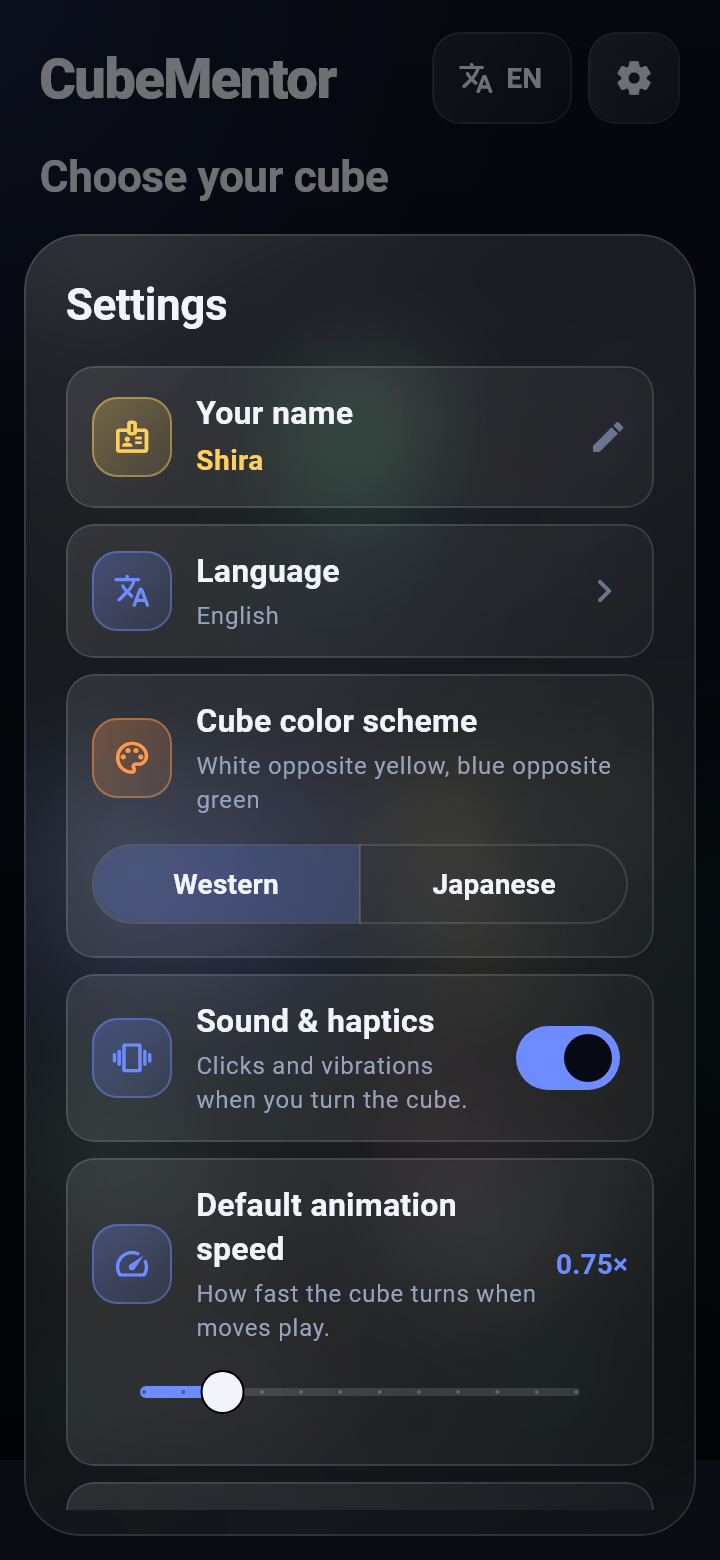 CubeMentor
EN
Choose your cube
Settings
Your name
Shira
Language
English
Cube color scheme
White opposite yellow, blue opposite
green
Western
Japanese
Sound & haptics
Clicks and vibrations
when you turn the cube.
Default animation
speed
0.75×
How fast the cube turns when
moves play.